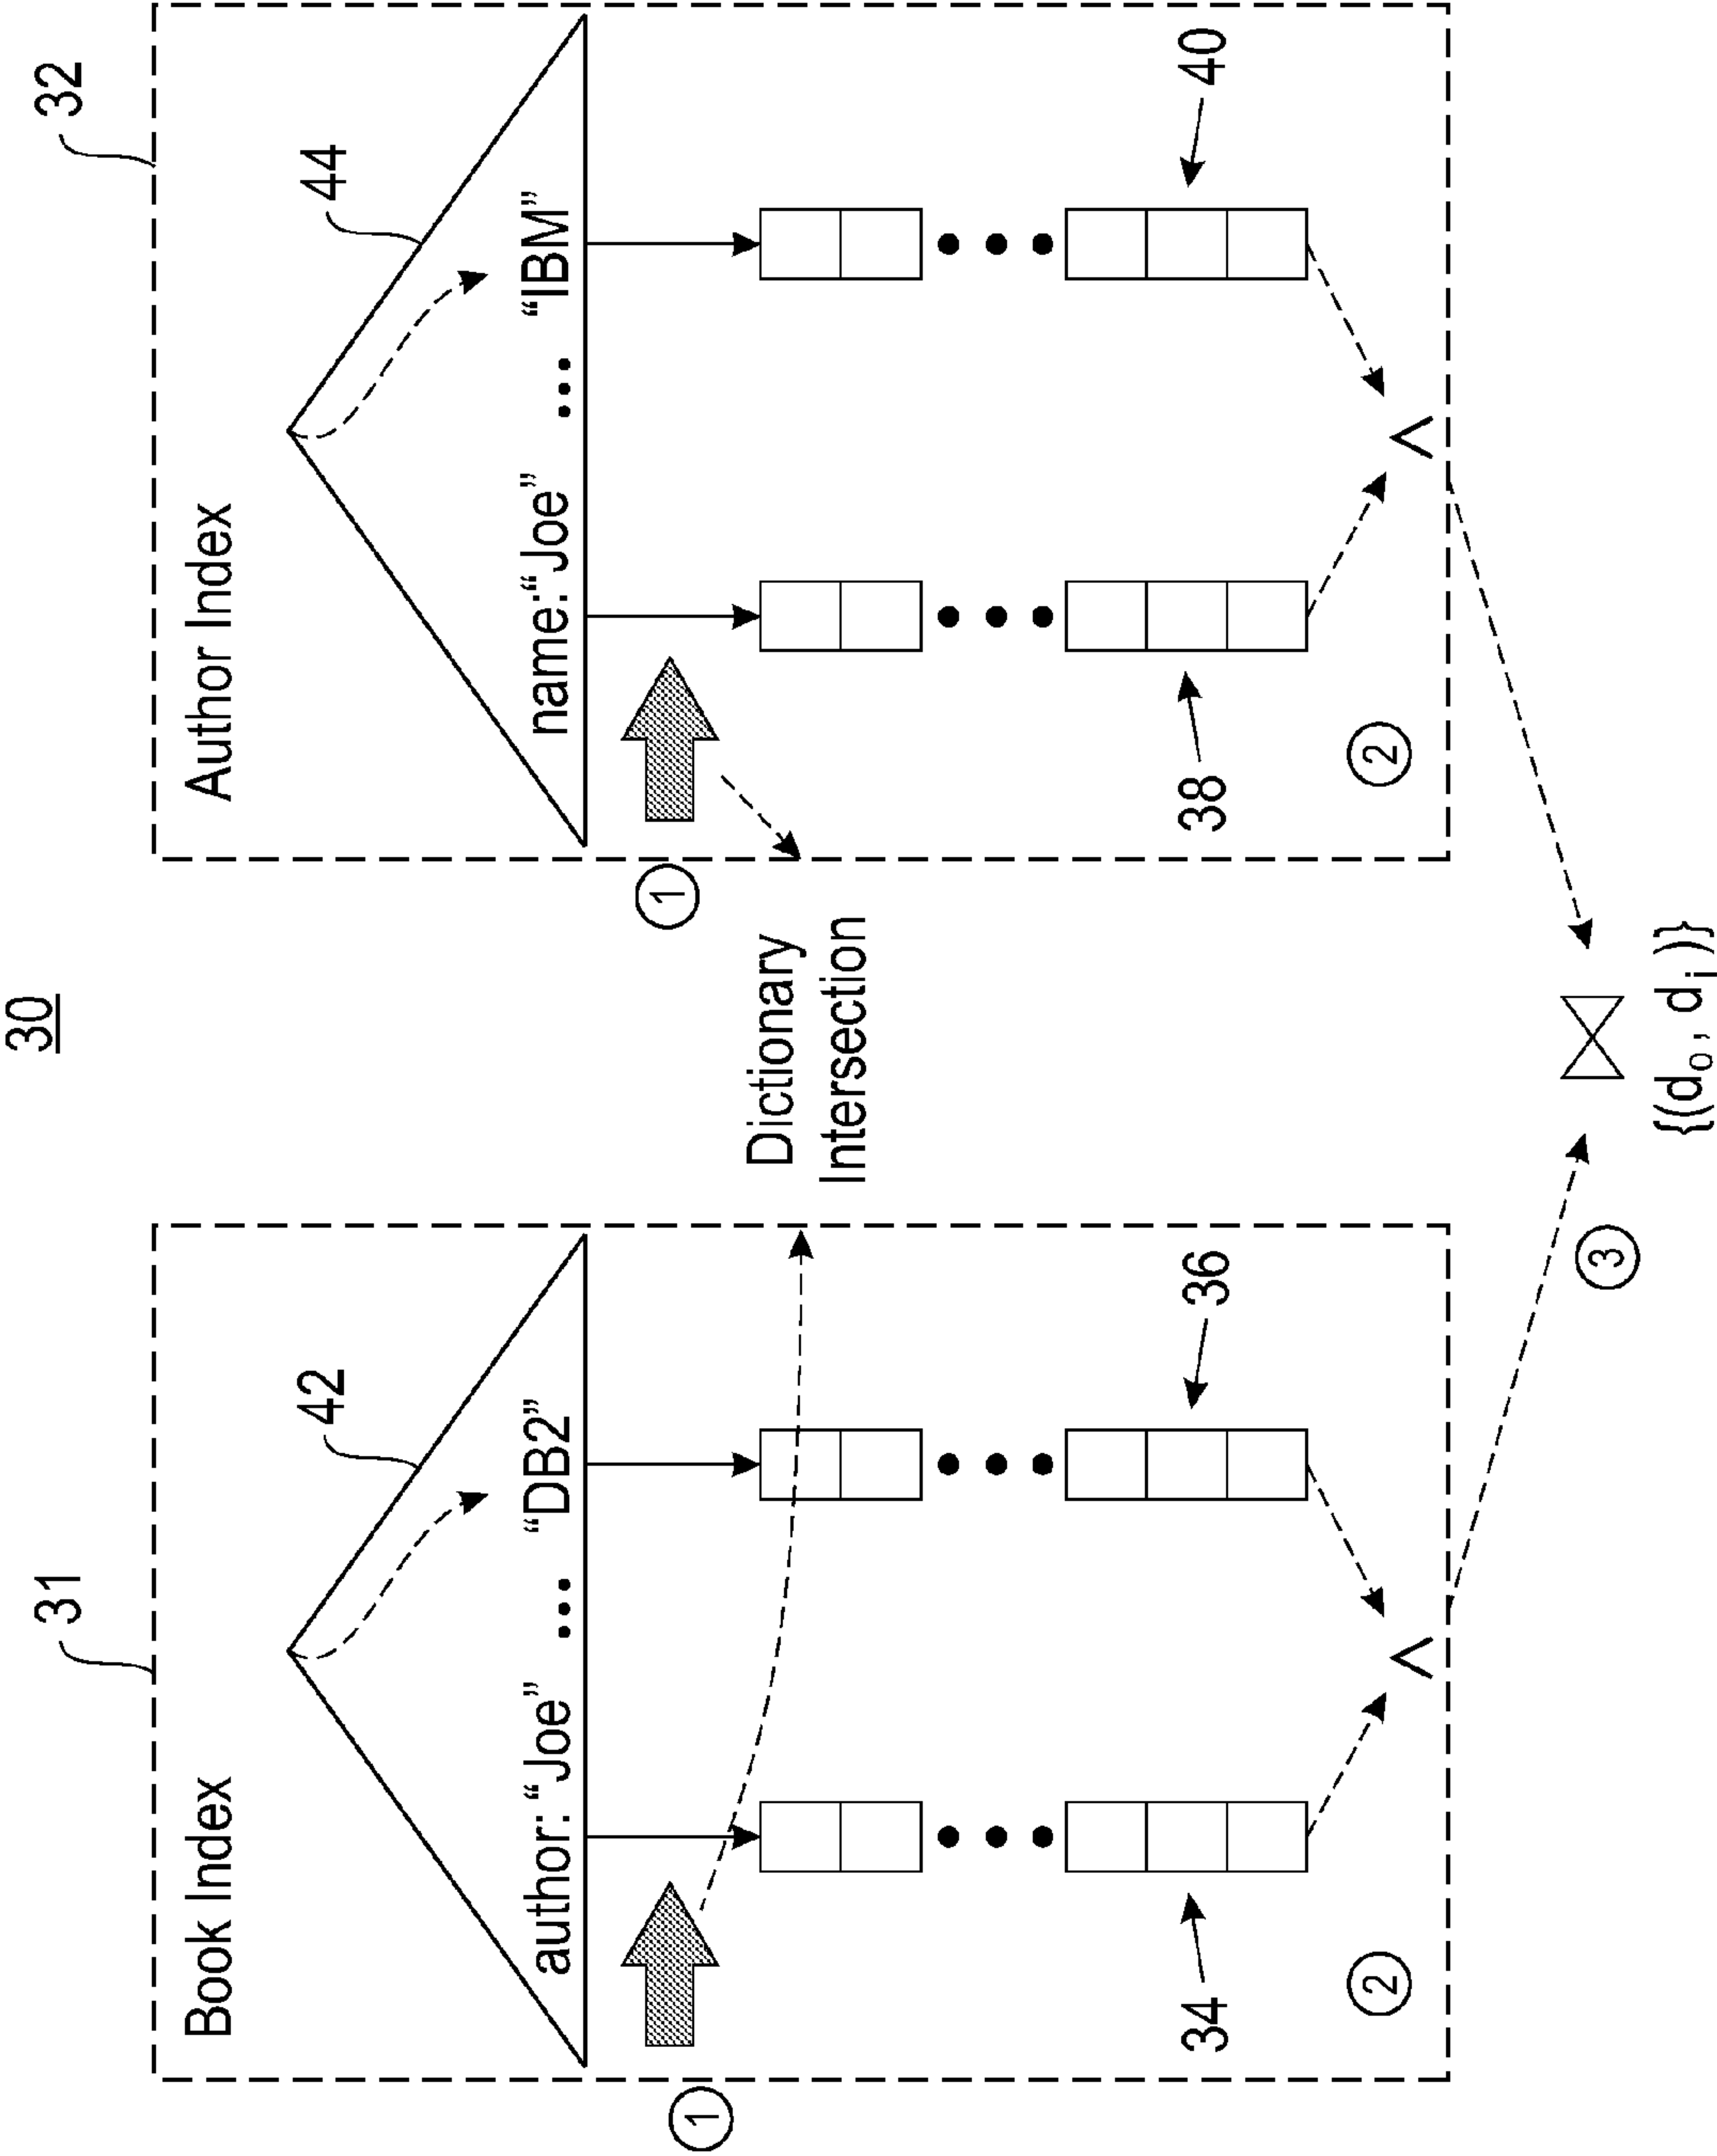 30
31
32
Book Index
Author Index
42
44
author: “Joe” ••• “DB2”
name:“Joe” ••• “IBM”
①
①
Dictionary
Intersection
34
36
38
40
②
②
∧
∧
③
⋈
{(dₒ, dᵢ)}